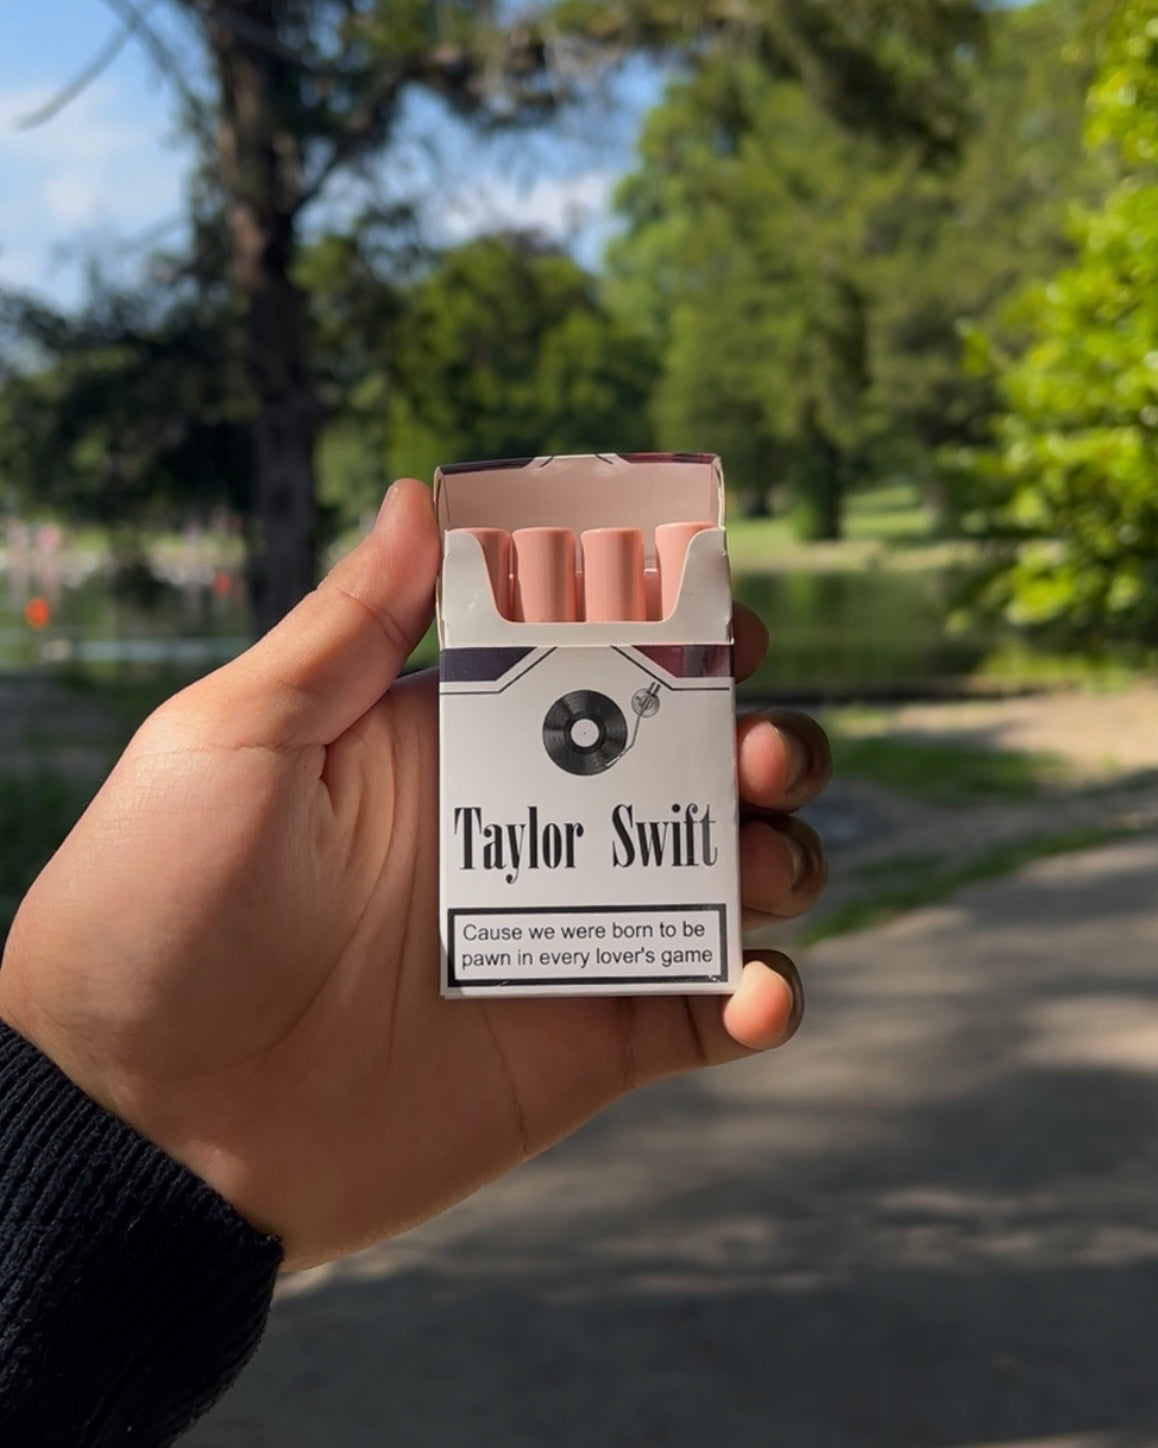 Taylor Swift
Cause we were born to be
pawn in every lover's game